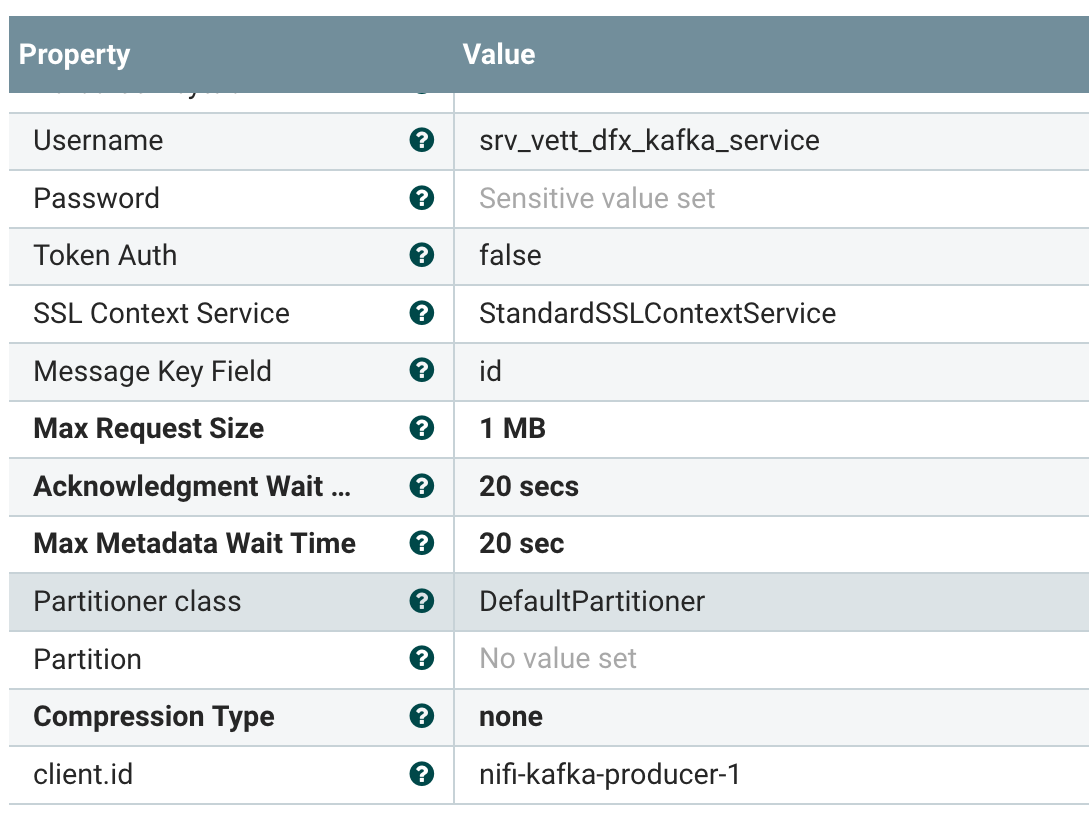 Property Value
Username ? srv_vett_dfx_kafka_service
Password ? Sensitive value set
Token Auth ? false
SSL Context Service ? StandardSSLContextService
Message Key Field ? id
Max Request Size ? 1 MB
Acknowledgment Wait ... ? 20 secs
Max Metadata Wait Time ? 20 sec
Partitioner class ? DefaultPartitioner
Partition ? No value set
Compression Type ? none
client.id ? nifi-kafka-producer-1